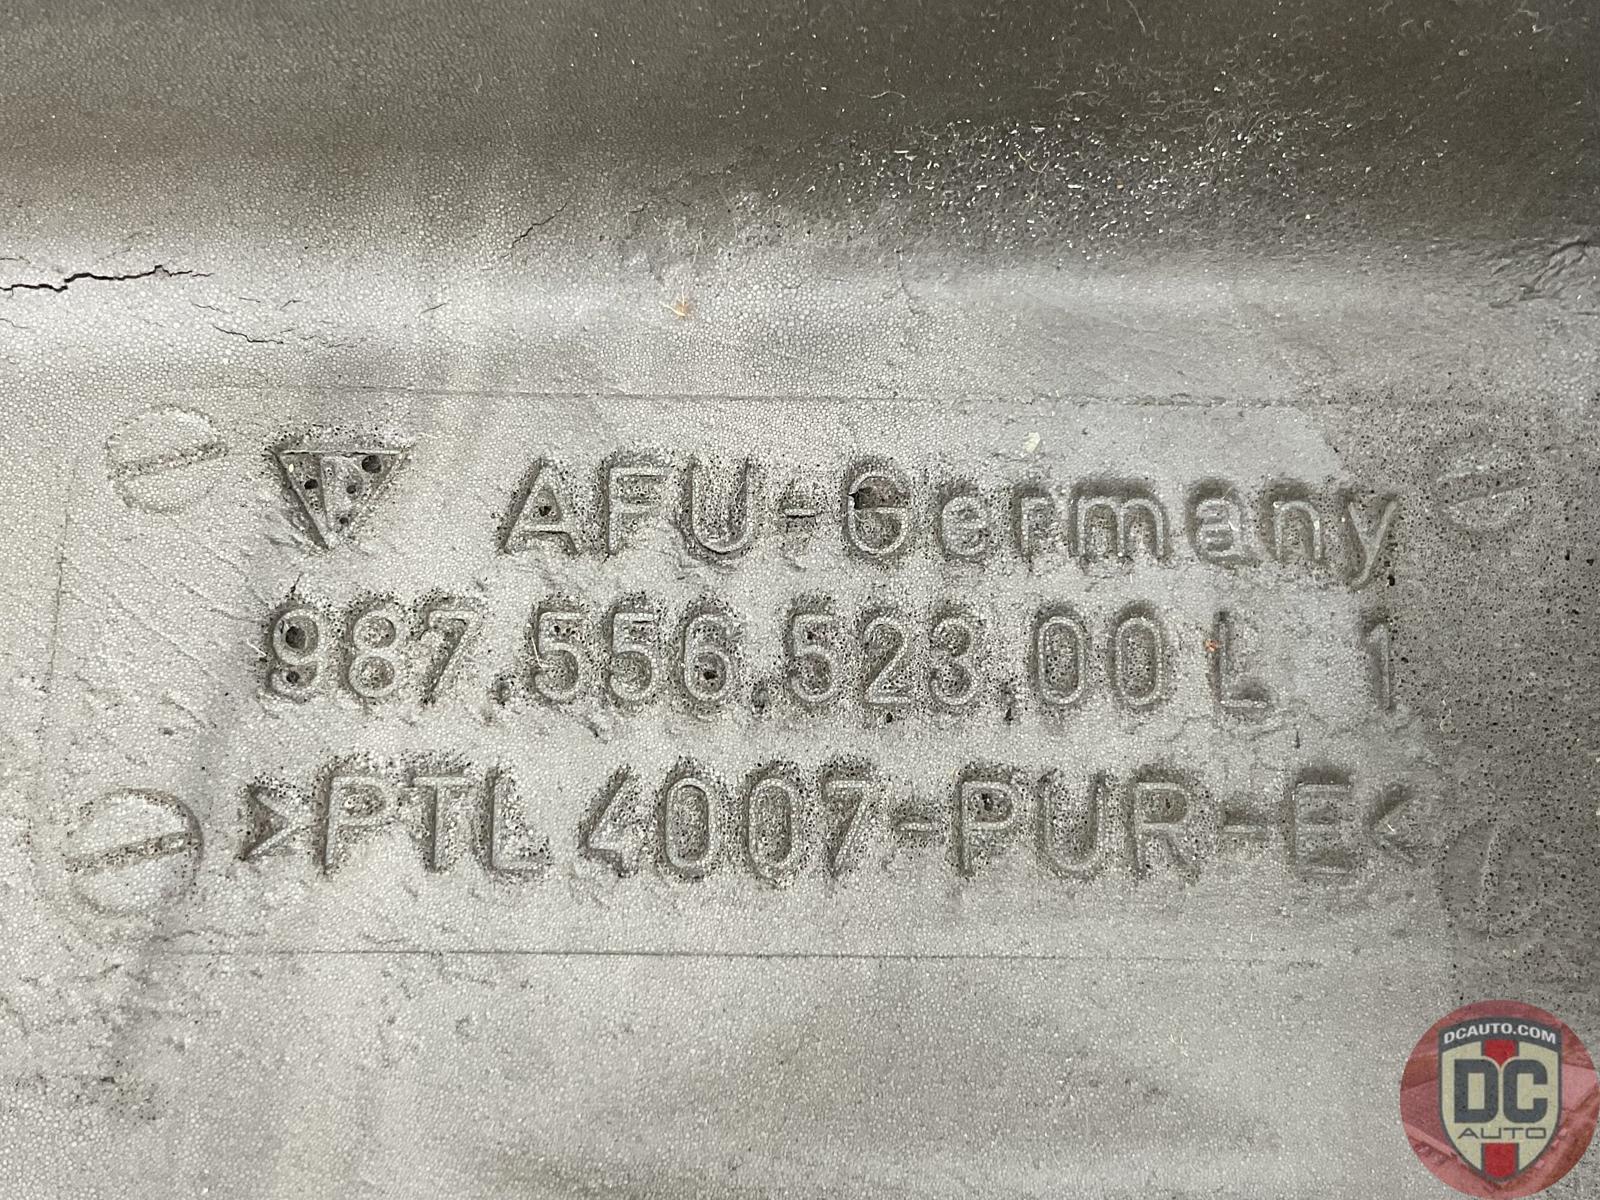 AFU-Germany
987.556.523.00 L 1
>PTL 4007-PUR-E<
DCAUTO.COM
DC
AUTO